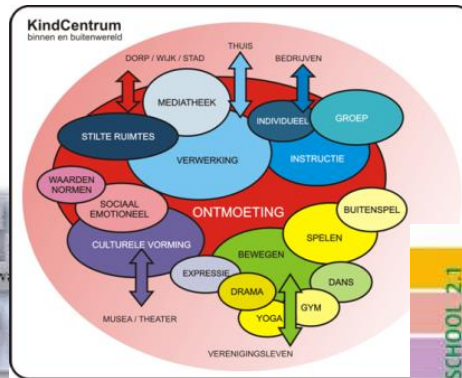 KindCentrum
binnen en buitenwereld
DORP / WIJK / STAD
THUIS
BEDRIJVEN
MEDIATHEEK
STILTE RUIMTES
VERWERKING
INDIVIDUEEL
GROEP
INSTRUCTIE
WAARDEN
NORMEN
SOCIAAL
EMOTIONEEL
ONTMOETING
BUITENSPEL
SPELEN
CULTURELE VORMING
BEWEGEN
EXPRESSIE
DRAMA
DANS
GYM
YOGA
MUSEA / THEATER
VERENIGINGSLEVEN
SCHOOL 2.1